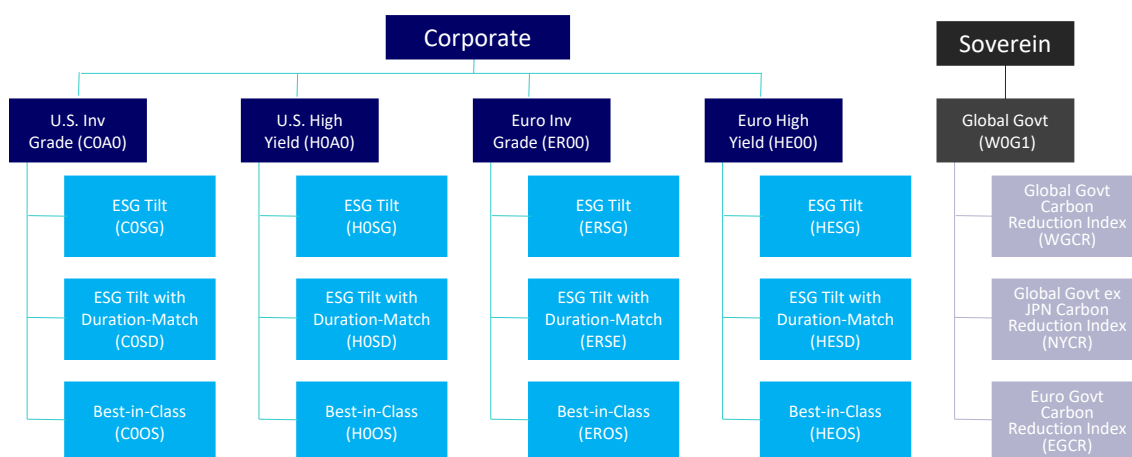 Corporate
Soverein
U.S. Inv
Grade (C0A0)
U.S. High
Yield (H0A0)
Euro Inv
Grade (ER00)
Euro High
Yield (HE00)
Global Govt
(W0G1)
ESG Tilt
(C0SG)
ESG Tilt
(H0SG)
ESG Tilt
(ERSG)
ESG Tilt
(HESG)
Global Govt
Carbon
Reduction Index
(WGCR)
ESG Tilt with
Duration-Match
(C0SD)
ESG Tilt with
Duration-Match
(H0SD)
ESG Tilt with
Duration-Match
(ERSE)
ESG Tilt with
Duration-Match
(HESD)
Global Govt ex
JPN Carbon
Reduction Index
(NYCR)
Best-in-Class
(C0OS)
Best-in-Class
(H0OS)
Best-in-Class
(EROS)
Best-in-Class
(HEOS)
Euro Govt
Carbon
Reduction Index
(EGCR)